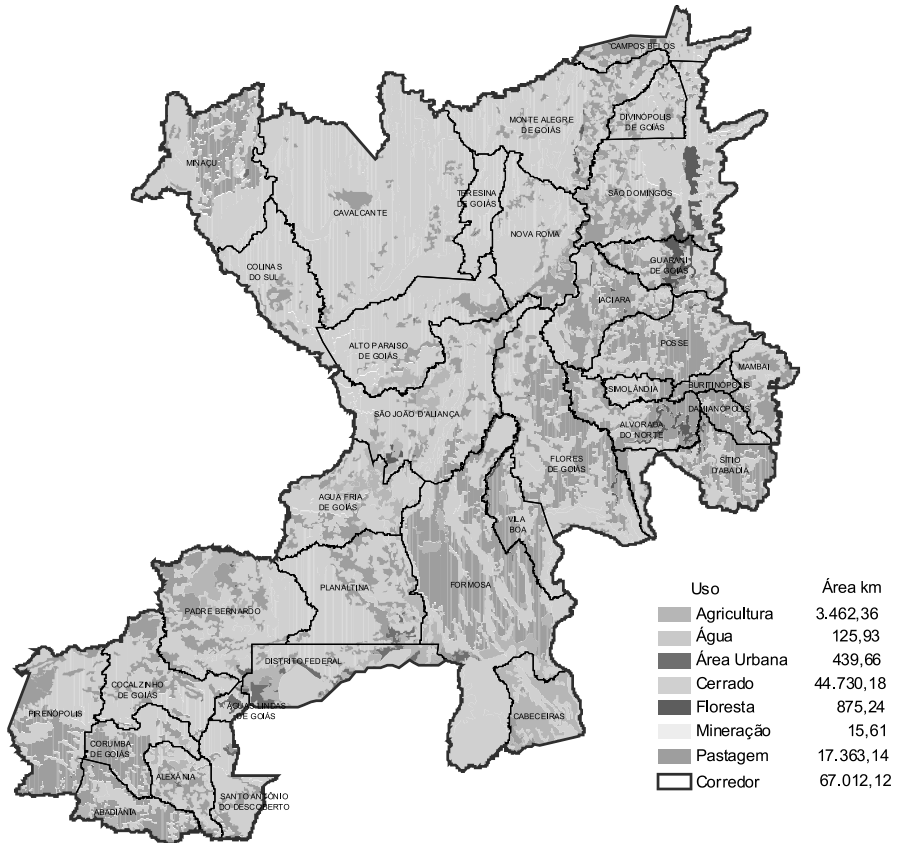 CAMPOS BELOS
MONTE ALEGRE
DE GOIÁS
DIVINÓPOLIS
DE GOIÁS
MINAÇU
CAVALCANTE
TERESINA
DE GOIÁS
SÃO DOMINGOS
NOVA ROMA
COLINAS
DO SUL
GUARANI
DE GOIÁS
IACIARA
ALTO PARAISO
DE GOIÁS
POSSE
MAMBAI
SIMOLÂNDIA
BURITINÓPOLIS
DAMIANÓPOLIS
SÃO JOÃO D'ALIANÇA
ALVORADA
DO NORTE
FLORES
DE GOIÁS
SÍTIO
D'ABADIA
AGUA FRIA
DE GOIÁS
VILA
BOA
PLANALTINA
FORMOSA
PADRE BERNARDO
DISTRITO FEDERAL
COCALZINHO
DE GOIÁS
PIRENÓPOLIS
ÁGUAS LINDAS
DE GOIÁS
CABECEIRAS
CORUMBA
DE GOIÁS
ALEXÂNIA
SANTO ANTÔNIO
DO DESCOBERTO
ABADIÂNIA
Uso Área km
Agricultura 3.462,36
Água 125,93
Área Urbana 439,66
Cerrado 44.730,18
Floresta 875,24
Mineração 15,61
Pastagem 17.363,14
Corredor 67.012,12